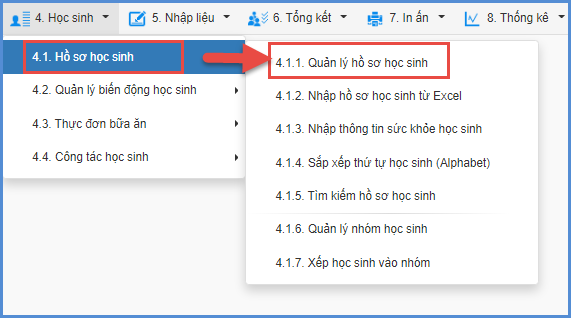 4. Học sinh 5. Nhập liệu 6. Tổng kết 7. In ấn 8. Thống kê
4.1. Hồ sơ học sinh
4.2. Quản lý biến động học sinh
4.3. Thực đơn bữa ăn
4.4. Công tác học sinh
4.1.1. Quản lý hồ sơ học sinh
4.1.2. Nhập hồ sơ học sinh từ Excel
4.1.3. Nhập thông tin sức khỏe học sinh
4.1.4. Sắp xếp thứ tự học sinh (Alphabet)
4.1.5. Tìm kiếm hồ sơ học sinh
4.1.6. Quản lý nhóm học sinh
4.1.7. Xếp học sinh vào nhóm